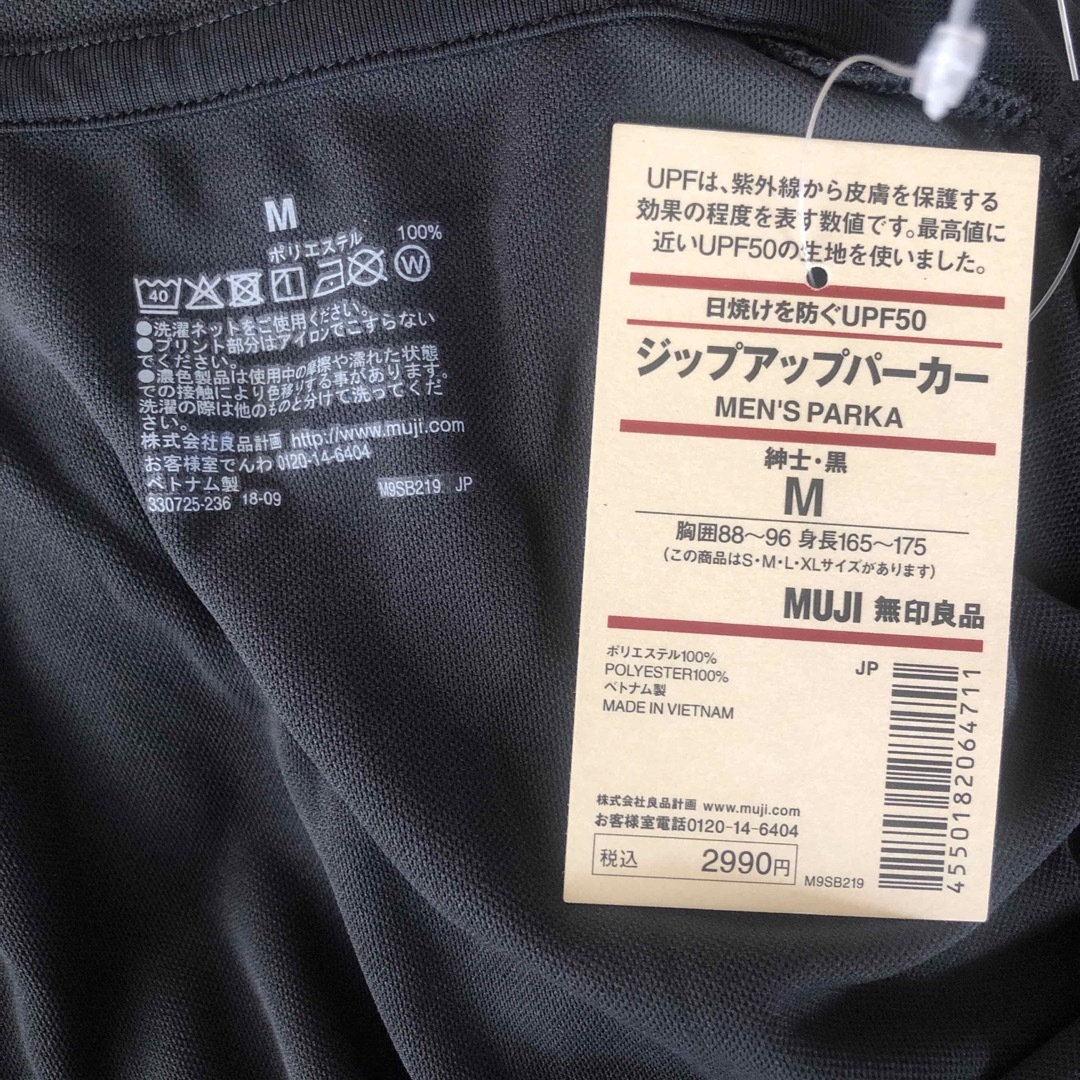 M
ポリエステル 100%
40 W
●洗濯ネットをご使用ください。
●プリント部分はアイロンでこすらない
でください。
●濃色製品は使用中の摩擦や濡れた状態
での接触により色移りする事があります。
洗濯の際は他のものと分けて洗ってくだ
さい。
株式会社良品計画 http://www.muji.com
お客様室でんわ 0120-14-6404
ベトナム製
330725-236 18-09 M9SB219 JP
UPFは、紫外線から皮膚を保護する
効果の程度を表す数値です。最高値に
近いUPF50の生地を使いました。
日焼けを防ぐUPF50
ジップアップパーカー
MEN'S PARKA
紳士・黒
M
胸囲88〜96 身長165〜175
(この商品はS・M・L・XLサイズがあります)
MUJI 無印良品
ポリエステル100%
POLYESTER100%
ベトナム製
MADE IN VIETNAM
JP
4550182064711
株式会社良品計画 www.muji.com
お客様室電話0120-14-6404
税込 2990円
M9SB219